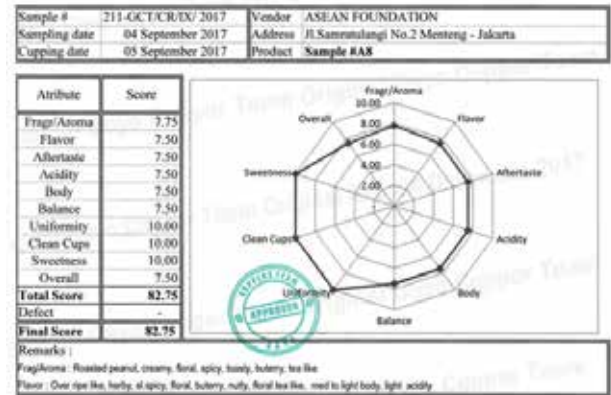 Sample # 211-GCT/CR/IX/ 2017 Vendor ASEAN FOUNDATION
Sampling date 04 September 2017 Address Jl.Samratulangi No.2 Menteng - Jakarta
Cupping date 05 September 2017 Product Sample #A8
Atribute Score
Fragr/Aroma 7.75
Flavor 7.50
Aftertaste 7.50
Acidity 7.50
Body 7.50
Balance 7.50
Uniformity 10.00
Clean Cups 10.00
Sweetness 10.00
Overall 7.50
Total Score 82.75
Defect -
Final Score 82.75
Fragr/Aroma
10.00
8.00
6.00
4.00
2.00
Overall
Flavor
Sweetness
Aftertaste
Clean Cups
Acidity
Uniformity
Body
Balance
APPROVED
Remarks :
Frag/Aroma : Roasted peanut, creamy, floral, spicy, buttery, tea like
Flavor : Over ripe like, herby, floral, buterry, nutty, floral tea like, med to light body, light acidity